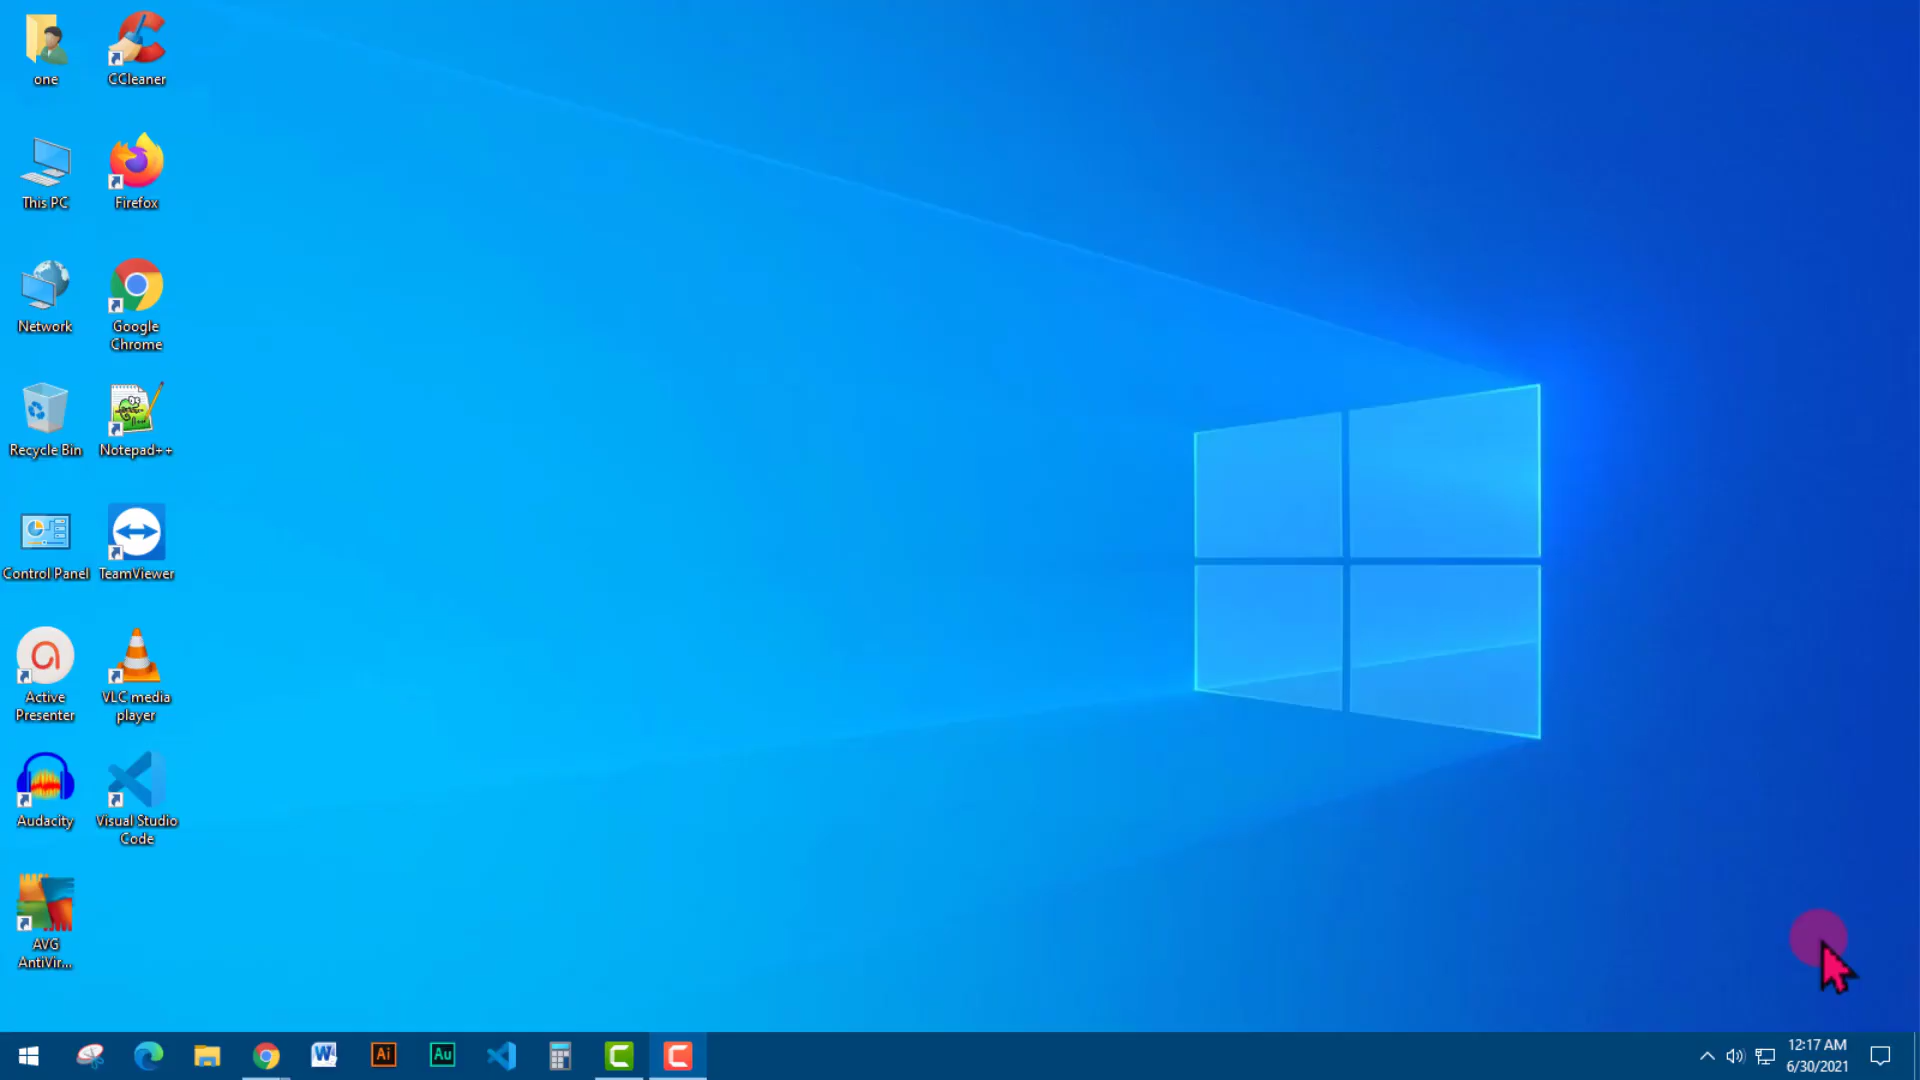 one
CCleaner
This PC
Firefox
Network
Google
Chrome
Recycle Bin
Notepad++
Control Panel
TeamViewer
Active
Presenter
VLC media
player
Audacity
Visual Studio
Code
AVG
AntiVir...
W
Ai
Au
12:17 AM
6/30/2021